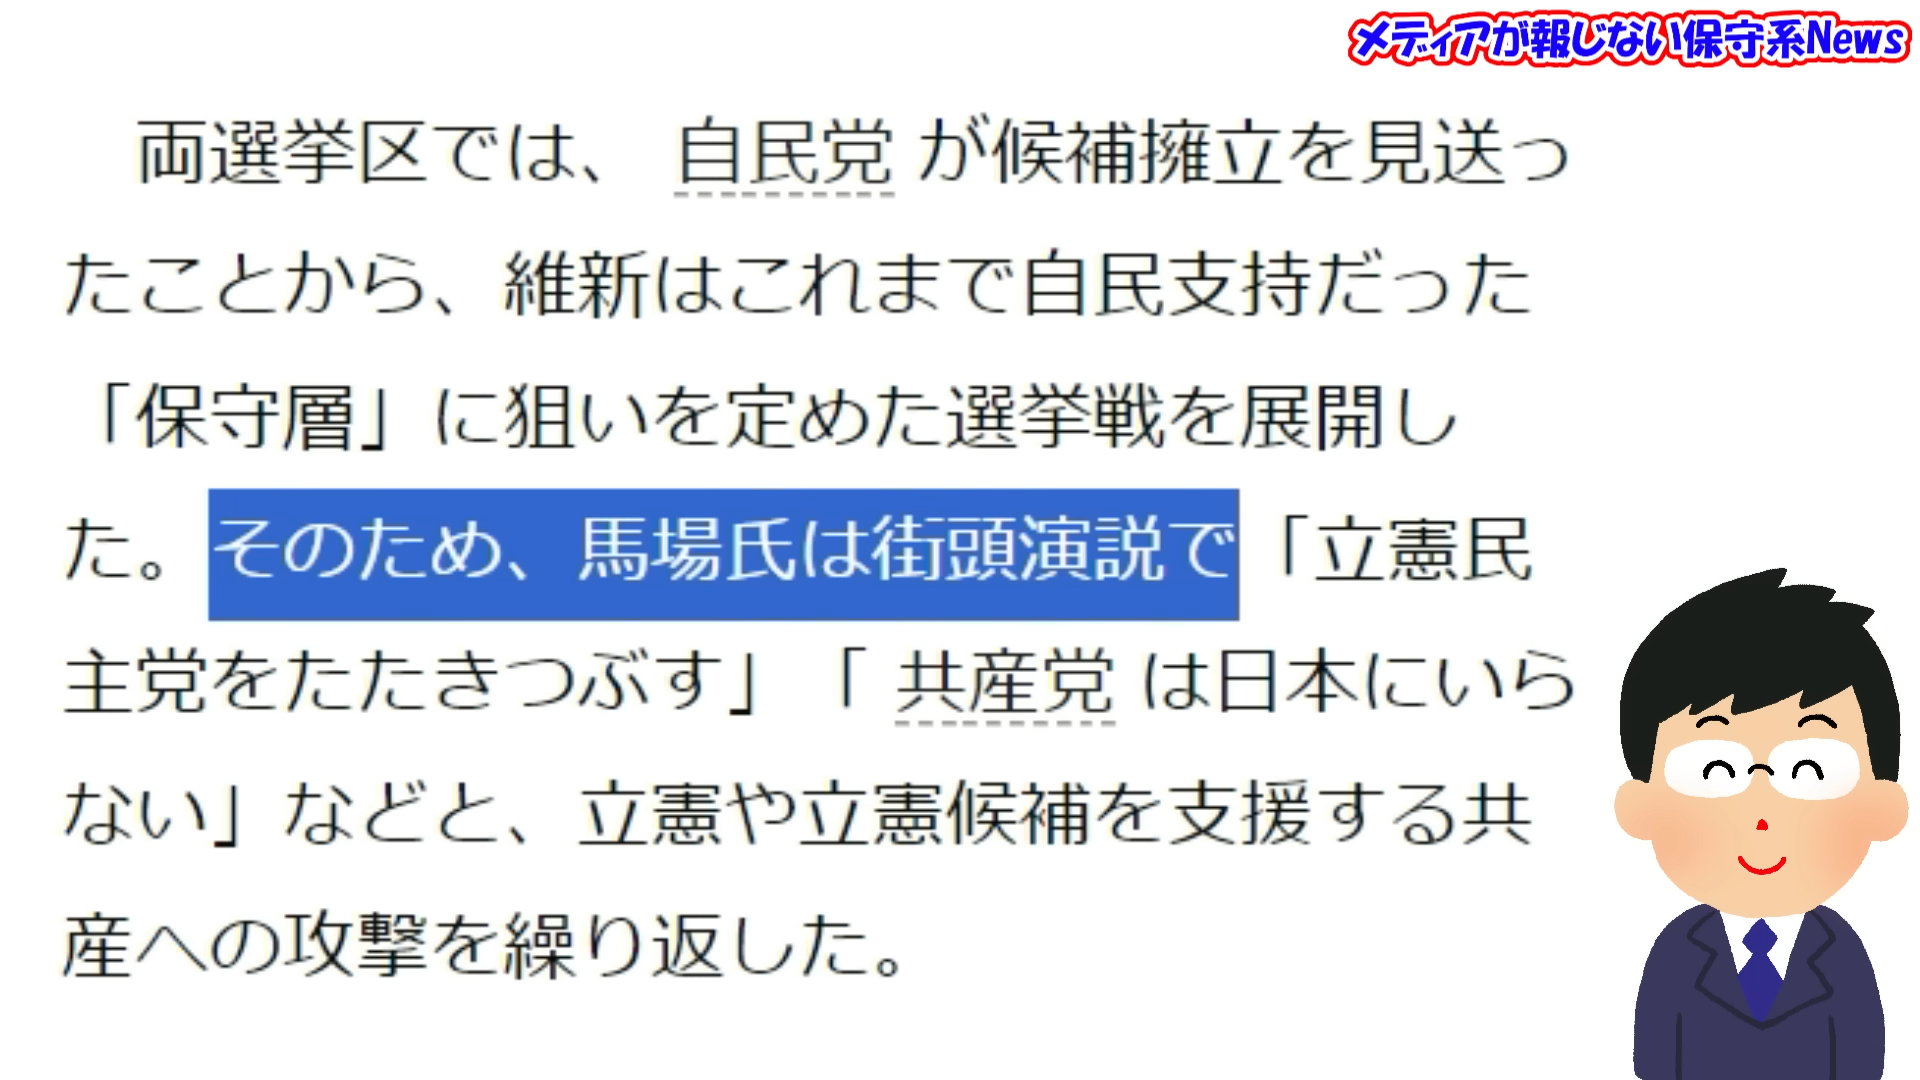 メディアが報じない保守系News
両選挙区では、 自民党 が候補擁立を見送っ
たことから、維新はこれまで自民支持だった
「保守層」に狙いを定めた選挙戦を展開し
た。そのため、馬場氏は街頭演説で「立憲民
主党をたたきつぶす」「 共産党 は日本にいら
ない」などと、立憲や立憲候補を支援する共
産への攻撃を繰り返した。